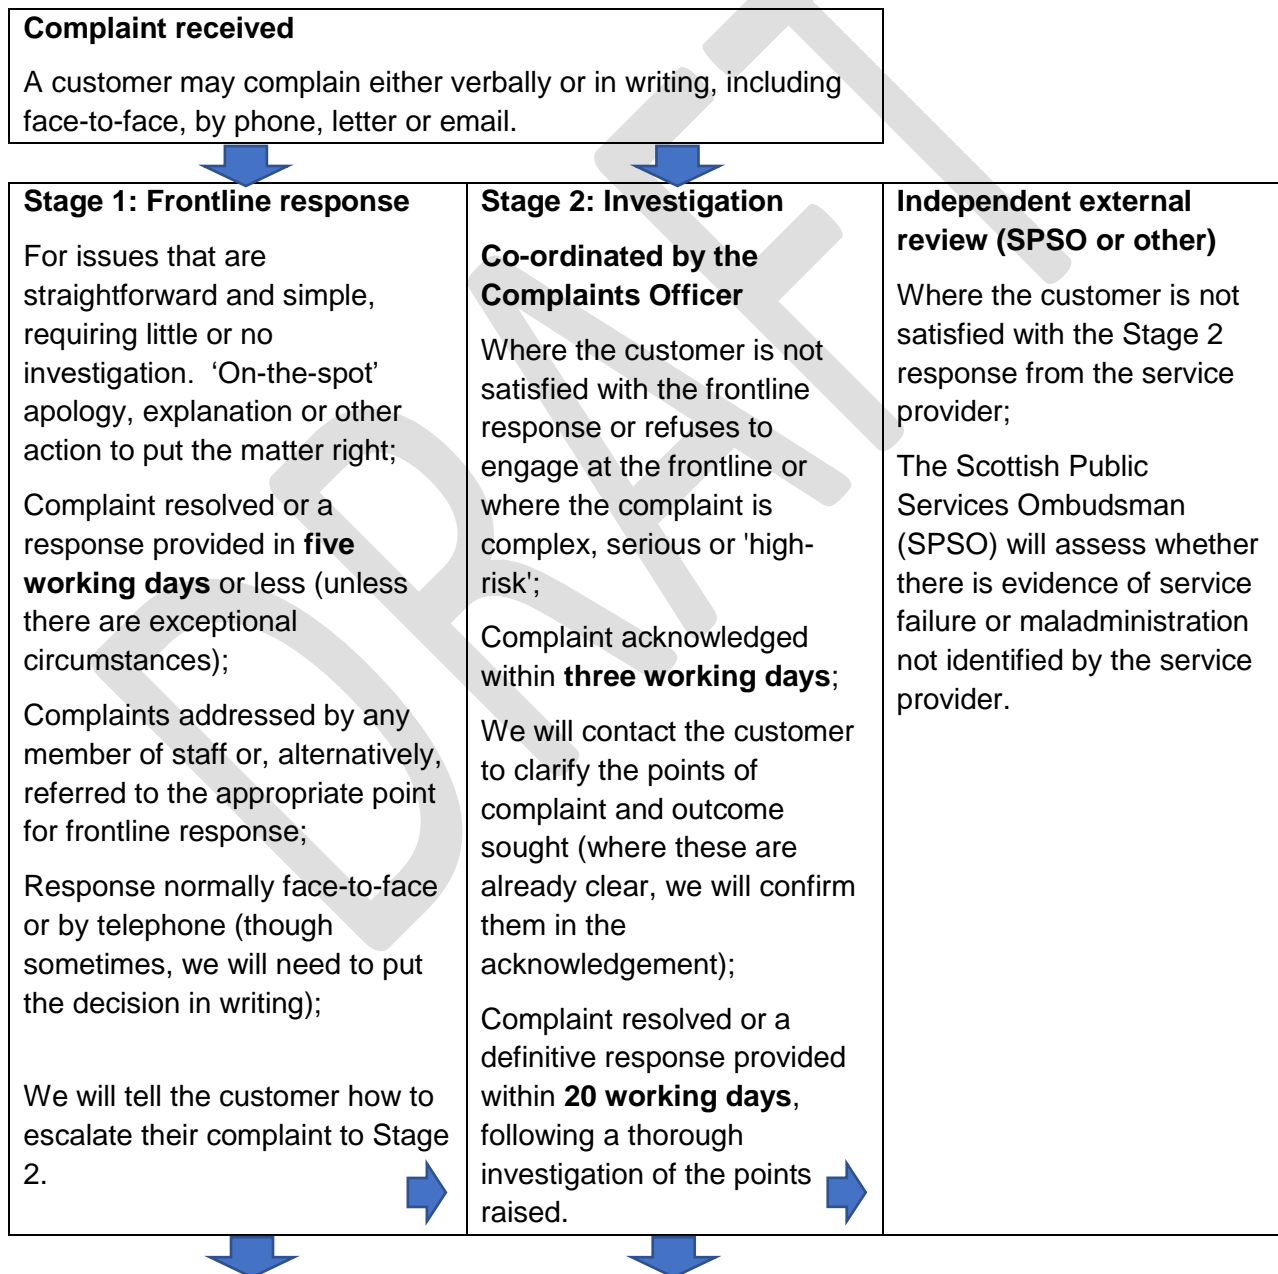 Complaint received
A customer may complain either verbally or in writing, including
face-to-face, by phone, letter or email.
Stage 1: Frontline response
For issues that are
straightforward and simple,
requiring little or no
investigation.  ‘On-the-spot’
apology, explanation or other
action to put the matter right;
Complaint resolved or a
response provided in five
working days or less (unless
there are exceptional
circumstances);
Complaints addressed by any
member of staff or, alternatively,
referred to the appropriate point
for frontline response;
Response normally face-to-face
or by telephone (though
sometimes, we will need to put
the decision in writing);
We will tell the customer how to
escalate their complaint to Stage
2.
Stage 2: Investigation
Co-ordinated by the
Complaints Officer
Where the customer is not
satisfied with the frontline
response or refuses to
engage at the frontline or
where the complaint is
complex, serious or 'high-
risk';
Complaint acknowledged
within three working days;
We will contact the customer
to clarify the points of
complaint and outcome
sought (where these are
already clear, we will confirm
them in the
acknowledgement);
Complaint resolved or a
definitive response provided
within 20 working days,
following a thorough
investigation of the points
raised.
Independent external
review (SPSO or other)
Where the customer is not
satisfied with the Stage 2
response from the service
provider;
The Scottish Public
Services Ombudsman
(SPSO) will assess whether
there is evidence of service
failure or maladministration
not identified by the service
provider.
DRAFT